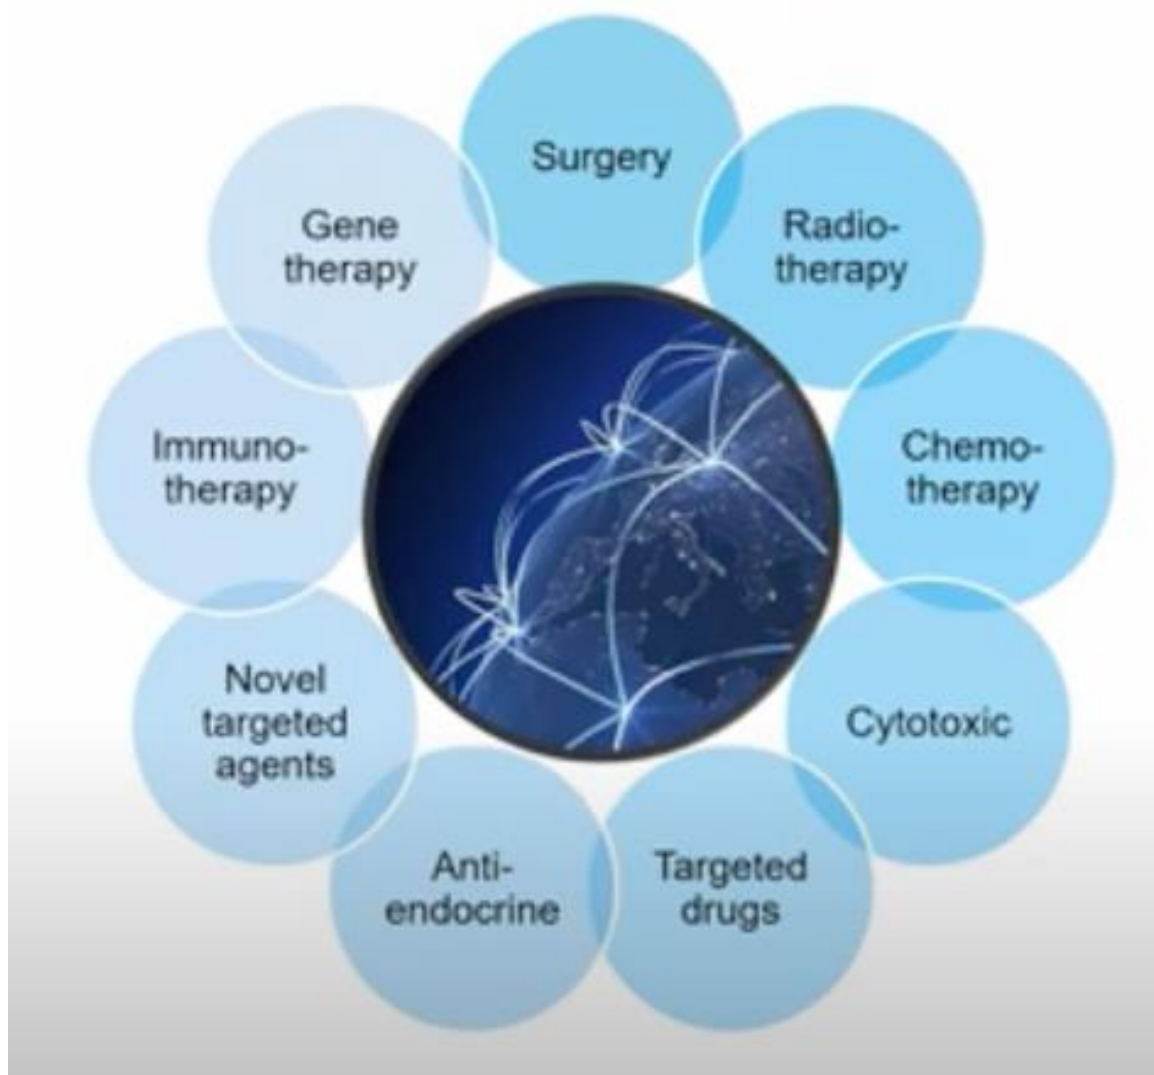 Surgery
Radio-
therapy
Chemo-
therapy
Cytotoxic
Targeted
drugs
Anti-
endocrine
Novel
targeted
agents
Immuno-
therapy
Gene
therapy